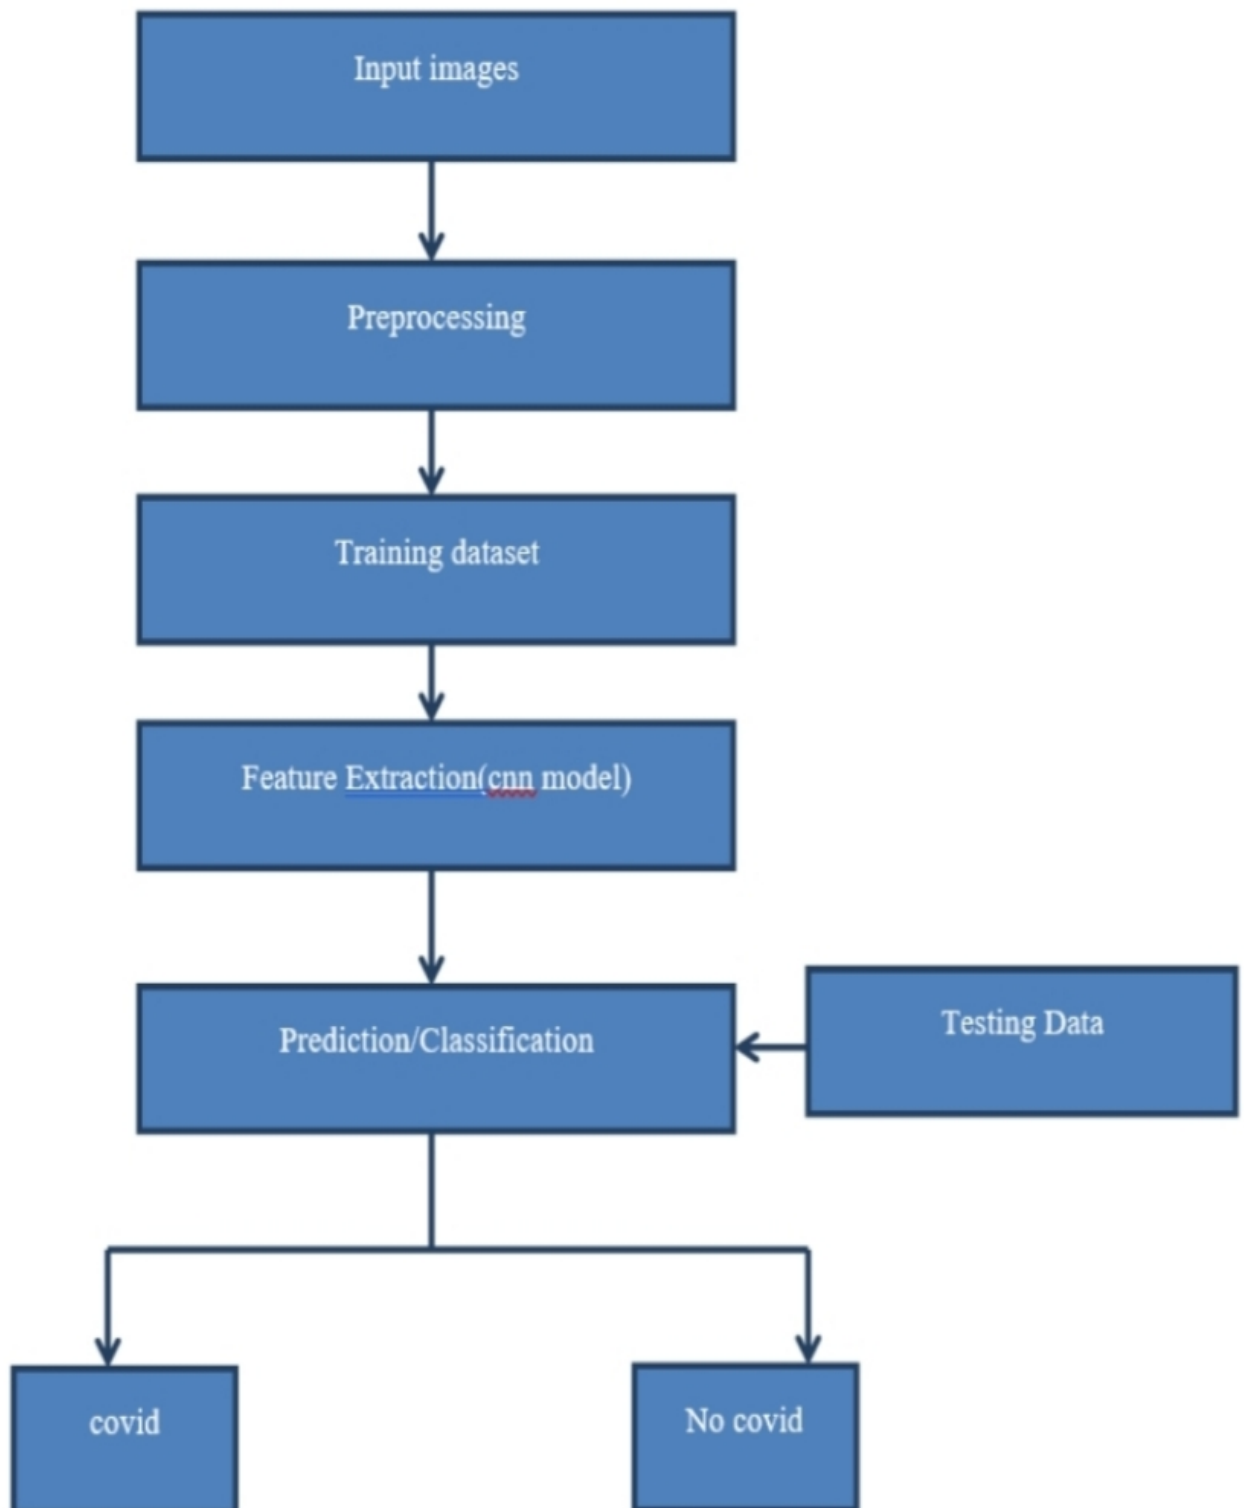 Input images
Preprocessing
Training dataset
Feature Extraction(cnn model)
Prediction/Classification
Testing Data
covid
No covid